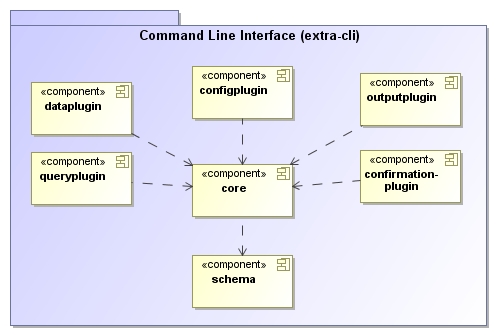 Command Line Interface (extra-cli)
«component»
dataplugin
«component»
configplugin
«component»
outputplugin
«component»
queryplugin
«component»
core
«component»
confirmation-
plugin
«component»
schema